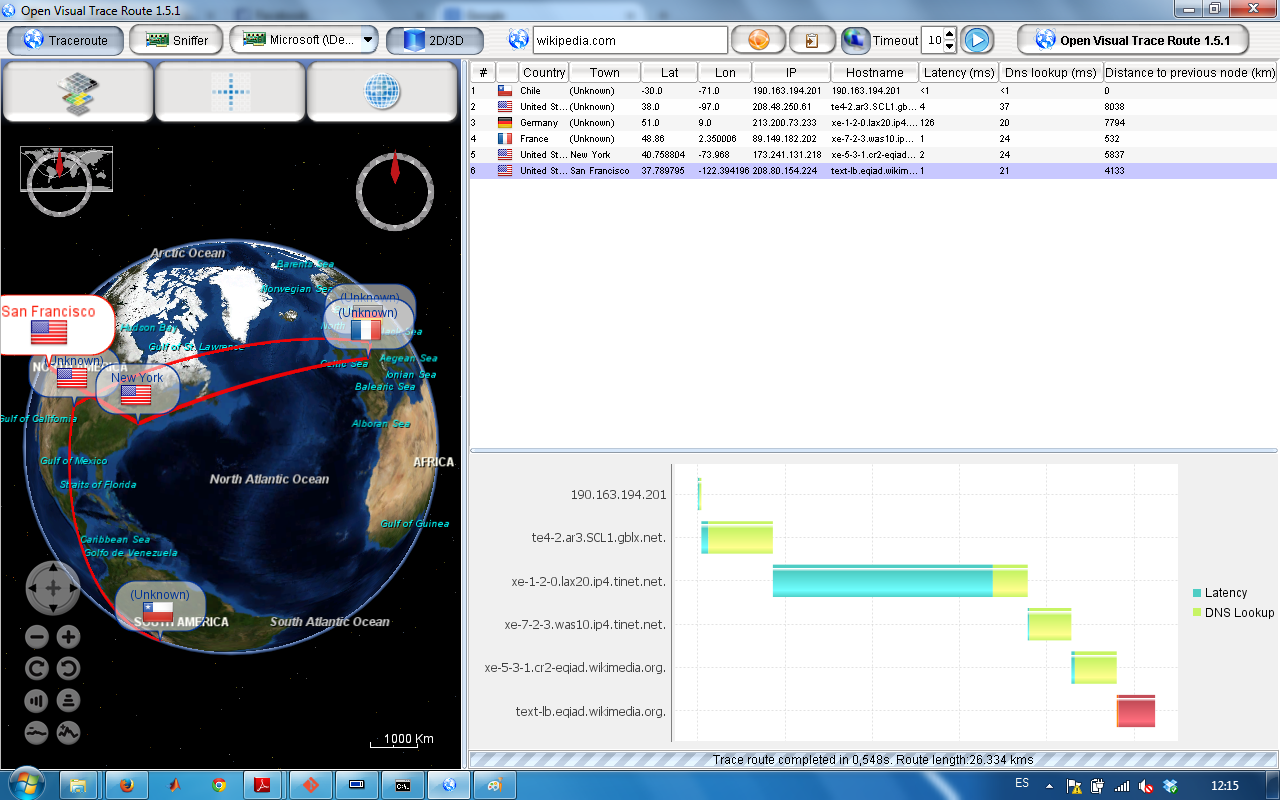 Open Visual Trace Route 1.5.1
Traceroute Sniffer Microsoft (\De... 2D/3D wikipedia.com Timeout 10 Open Visual Trace Route 1.5.1
# Country Town Lat Lon IP Hostname Latency (ms) Dns lookup (ms) Distance to previous node (km)
1 Chile (Unknown) -30.0 -71.0 190.163.194.201 190.163.194.201 <1 <1 0
2 United St... (Unknown) 38.0 -97.0 208.48.250.61 te4-2.ar3.SCL1.gb... 4 37 8038
3 Germany (Unknown) 51.0 9.0 213.200.73.233 xe-1-2-0.lax20.ip4.... 126 20 7794
4 France (Unknown) 48.86 2.350006 89.149.182.202 xe-7-2-3.was10.ip... 1 24 532
5 United St... New York 40.758804 -73.968 173.241.131.218 xe-5-3-1.cr2-eqiad... 2 24 5837
6 United St... San Francisco 37.789795 -122.394196 208.80.154.224 text-lb.eqiad.wikim... 1 21 4133
Arctic Ocean
Barents Sea
Norwegian Sea
(Unknown)
San Francisco
(Unknown)
Hudson Bay
Gulf of St. Lawrence
Celtic Sea
Aegean Sea
(Unknown)
New York
Ionian Sea
Balearic Sea
Gulf of California
Alboran Sea
Gulf of Mexico
AFRICA
Straits of Florida
North Atlantic Ocean
Gulf of Guinea
Caribbean Sea
Golfo de Venezuela
(Unknown)
SOUTH AMERICA
South Atlantic Ocean
1000 Km
190.163.194.201
te4-2.ar3.SCL1.gblx.net.
xe-1-2-0.lax20.ip4.tinet.net.
xe-7-2-3.was10.ip4.tinet.net.
xe-5-3-1.cr2-eqiad.wikimedia.org.
text-lb.eqiad.wikimedia.org.
Latency
DNS Lookup
Trace route completed in 0,548s. Route length:26.334 kms
ES 12:15